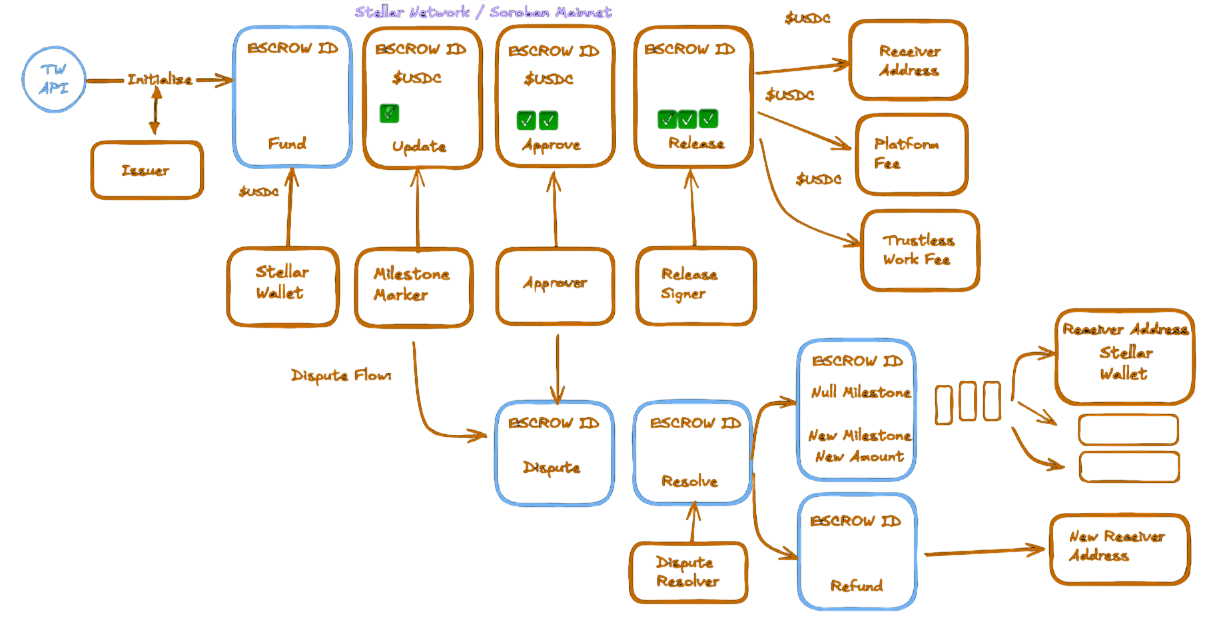 Stellar Network / Soroban Mainnet
TW
API
Initialize
Issuer
ESCROW ID
Fund
$USDC
Stellar
Wallet
ESCROW ID
$USDC
Update
Milestone
Marker
ESCROW ID
$USDC
Approve
Approver
ESCROW ID
Release
Release
Signer
$USDC
Receiver
Address
$USDC
Platform
Fee
$USDC
Trustless
Work Fee
Dispute Flow:
ESCROW ID
Dispute
ESCROW ID
Resolve
Dispute
Resolver
ESCROW ID
Null Milestone
New Milestone
New Amount
Receiver Address
Stellar
Wallet
ESCROW ID
Refund
New Receiver
Address